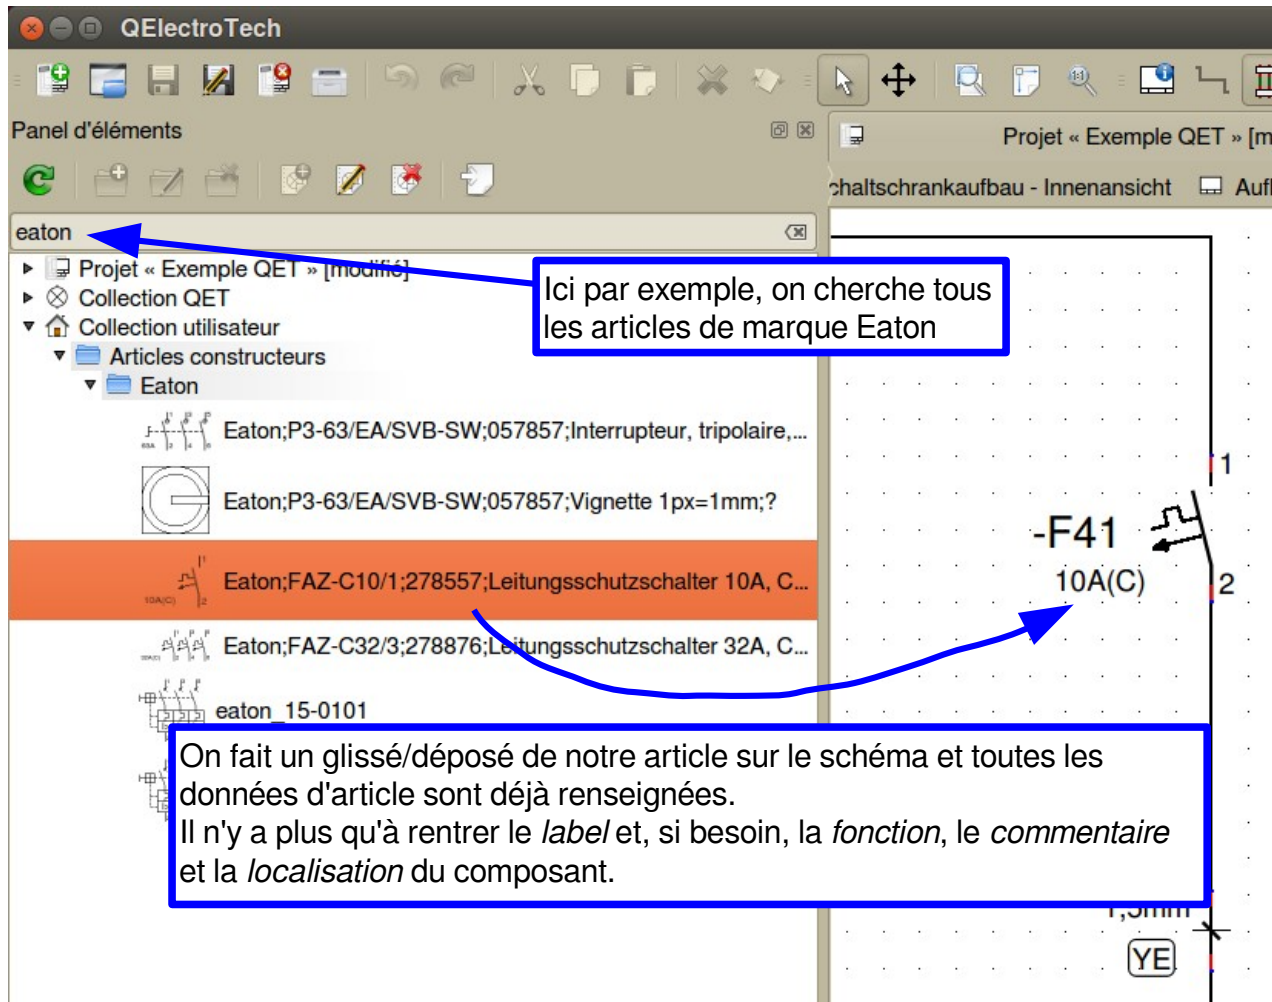 QElectroTech
Panel d'éléments
Projet « Exemple QET » [m
chaltschrankaufbau - Innenansicht
Aufl
eaton
Projet « Exemple QET » [modifié]
Collection QET
Collection utilisateur
Articles constructeurs
Eaton
Eaton;P3-63/EA/SVB-SW;057857;Interrupteur, tripolaire,...
Eaton;P3-63/EA/SVB-SW;057857;Vignette 1px=1mm;?
Eaton;FAZ-C10/1;278557;Leitungsschutzschalter 10A, C...
Eaton;FAZ-C32/3;278876;Leitungsschutzschalter 32A, C...
eaton_15-0101
Ici par exemple, on cherche tous
les articles de marque Eaton
1
-F41
10A(C)
2
On fait un glissé/déposé de notre article sur le schéma et toutes les
données d'article sont déjà renseignées.
Il n'y a plus qu'à rentrer le label et, si besoin, la fonction, le commentaire
et la localisation du composant.
1,5mm
YE